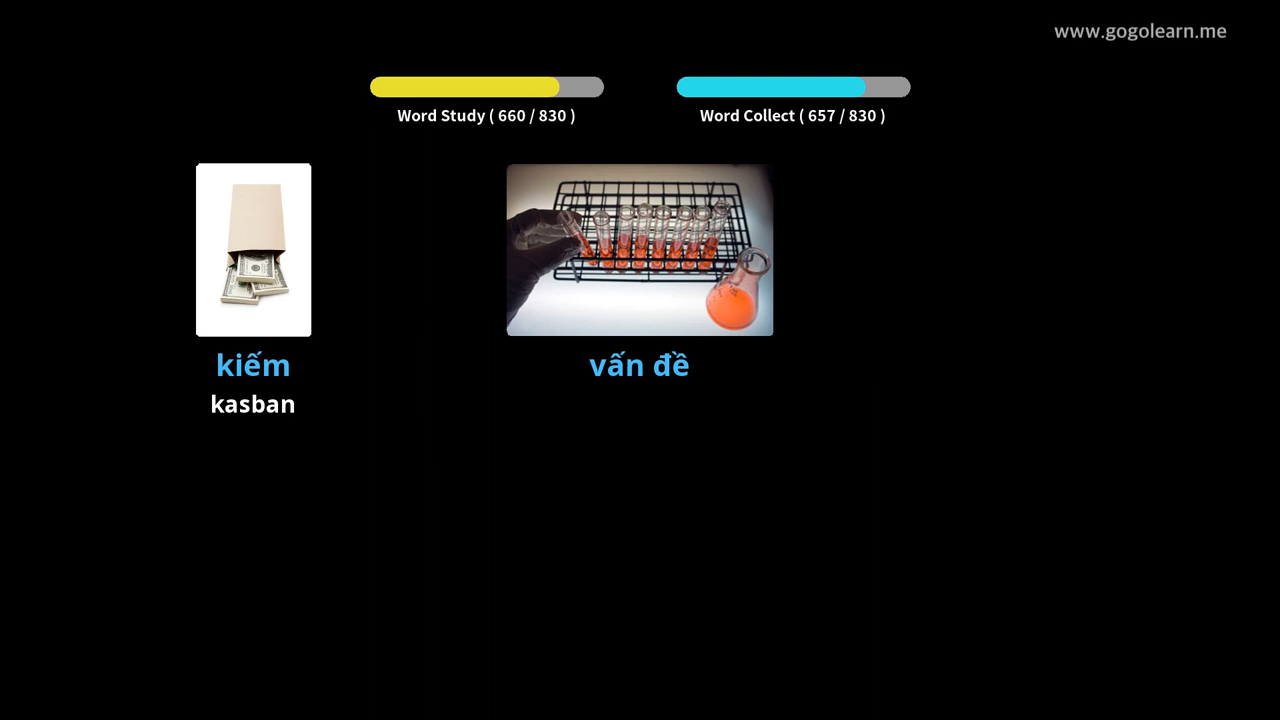 www.gogolearn.me
Word Study ( 660 / 830 )
Word Collect ( 657 / 830 )
kiếm
kasban
vấn đề